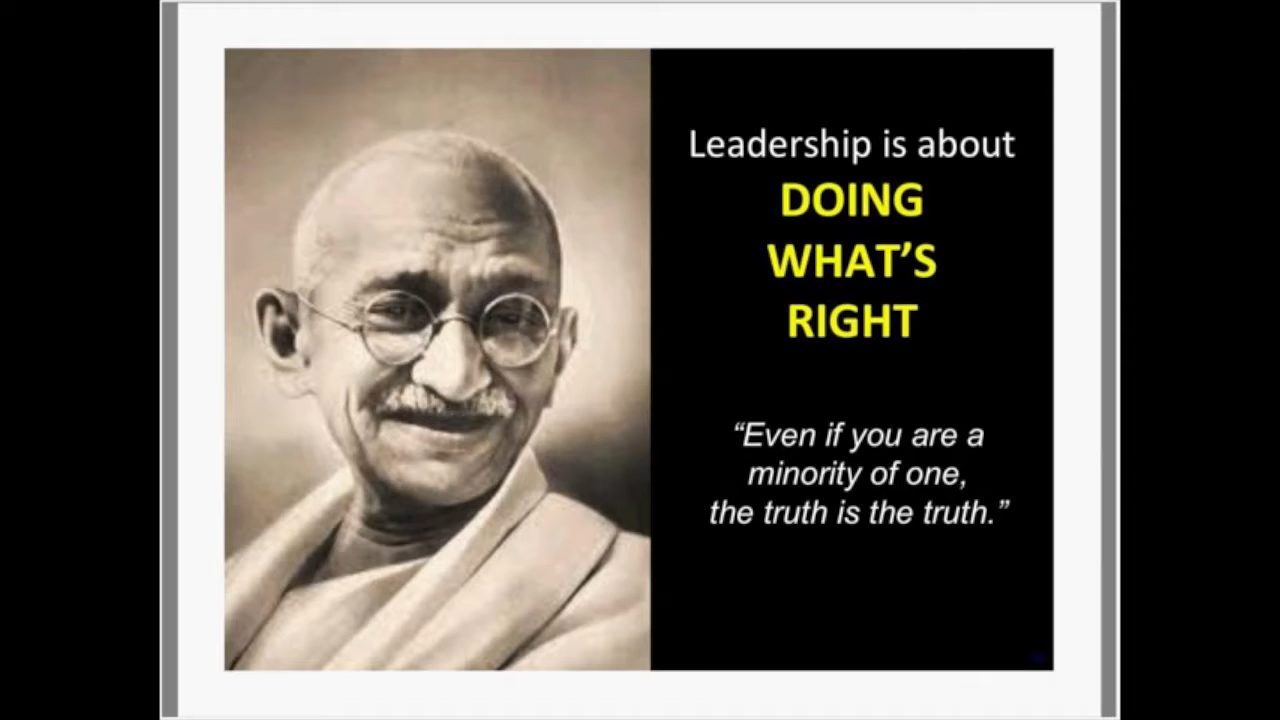 Leadership is about
DOING
WHAT’S
RIGHT
“Even if you are a
minority of one,
the truth is the truth.”